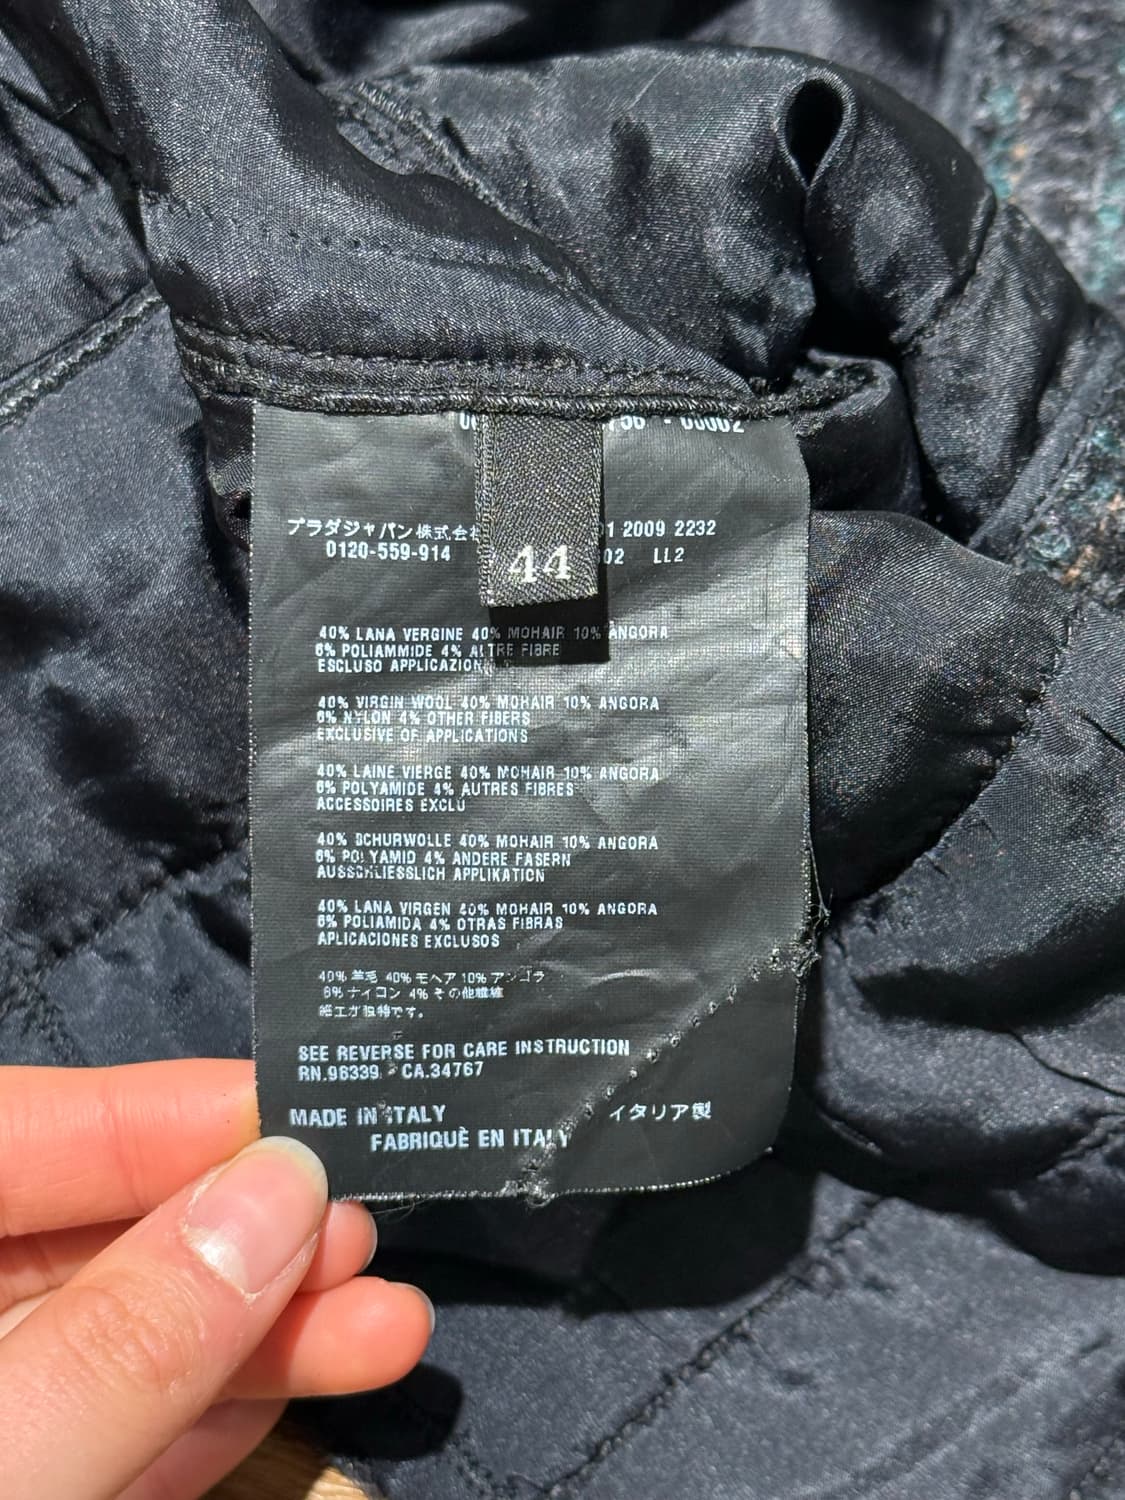 - 00002
プラダジャパン株式会社 1 2009 2232
0120-559-914 02 LL2
44
40% LANA VERGINE 40% MOHAIR 10% ANGORA
6% POLIAMMIDE 4% ALTRE FIBRE
ESCLUSO APPLICAZION
40% VIRGIN WOOL 40% MOHAIR 10% ANGORA
6% NYLON 4% OTHER FIBERS
EXCLUSIVE OF APPLICATIONS
40% LAINE VIERGE 40% MOHAIR 10% ANGORA
6% POLYAMIDE 4% AUTRES FIBRES
ACCESSOIRES EXCLU
40% SCHURWOLLE 40% MOHAIR 10% ANGORA
6% POLYAMID 4% ANDERE FASERN
AUSSCHLIESSLICH APPLIKATION
40% LANA VIRGEN 40% MOHAIR 10% ANGORA
6% POLIAMIDA 4% OTRAS FIBRAS
APLICACIONES EXCLUSOS
40% 羊毛 40% モヘア 10% アンゴラ
6% ナイロン 4% その他繊維
SEE REVERSE FOR CARE INSTRUCTION
RN.96339 CA.34767
MADE IN ITALY イタリア製
FABRIQUÈ EN ITALY